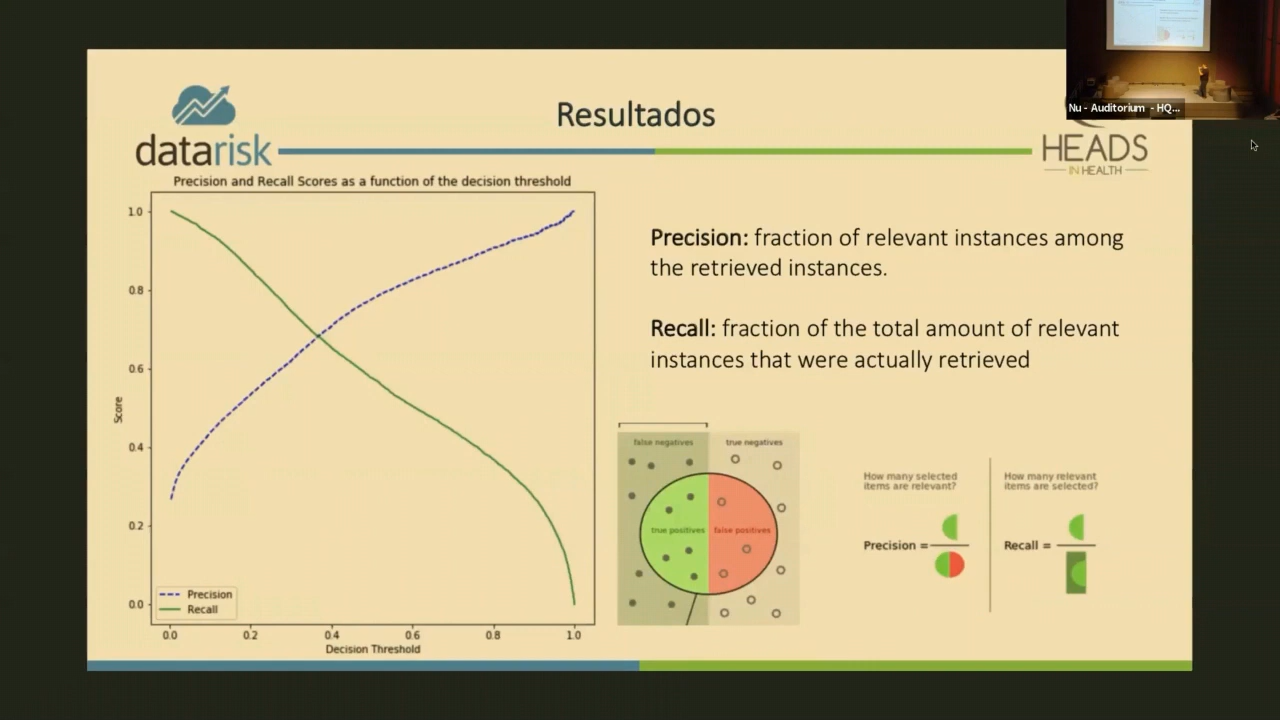 Nu - Auditorium - HQ...
Resultados
datarisk
HEADS
IN HEALTH
Precision and Recall Scores as a function of the decision threshold
1.0
0.8
0.6
0.4
0.2
0.0
Score
Precision
Recall
0.0 0.2 0.4 0.6 0.8 1.0
Decision Threshold
Precision: fraction of relevant instances among
the retrieved instances.
Recall: fraction of the total amount of relevant
instances that were actually retrieved
false negatives true negatives
true positives false positives
How many selected
items are relevant?
Precision =
How many relevant
items are selected?
Recall =